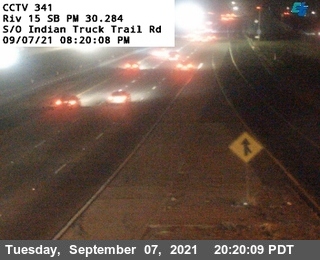 CCTV 341
Riv 15 SB PM 30.284
S/O Indian Truck Trail Rd
09/07/21 08:20:08 PM
Tuesday, September 07, 2021 20:20:09 PDT